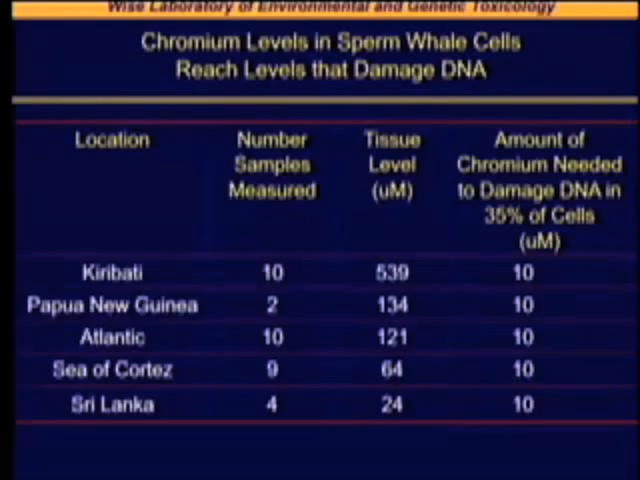 Wise Laboratory of Environmental and Genetic Toxicology
Chromium Levels in Sperm Whale Cells
Reach Levels that Damage DNA
Location Number Samples Measured Tissue Level (uM) Amount of Chromium Needed to Damage DNA in 35% of Cells (uM)
Kiribati 10 539 10
Papua New Guinea 2 134 10
Atlantic 10 121 10
Sea of Cortez 9 64 10
Sri Lanka 4 24 10